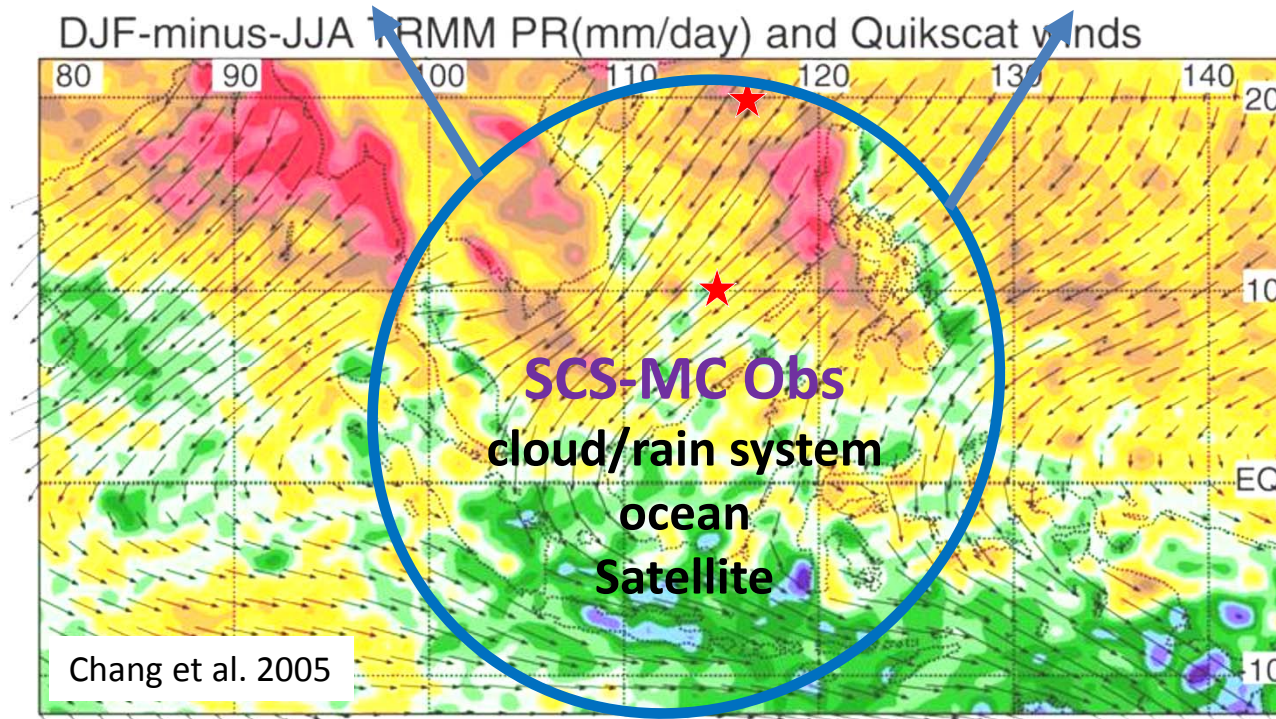 DJF-minus-JJA TRMM PR(mm/day) and Quikscat winds
80 90 100 110 120 130 140
20
10
SCS-MC Obs
cloud/rain system
EQ
ocean
Satellite
Chang et al. 2005
10